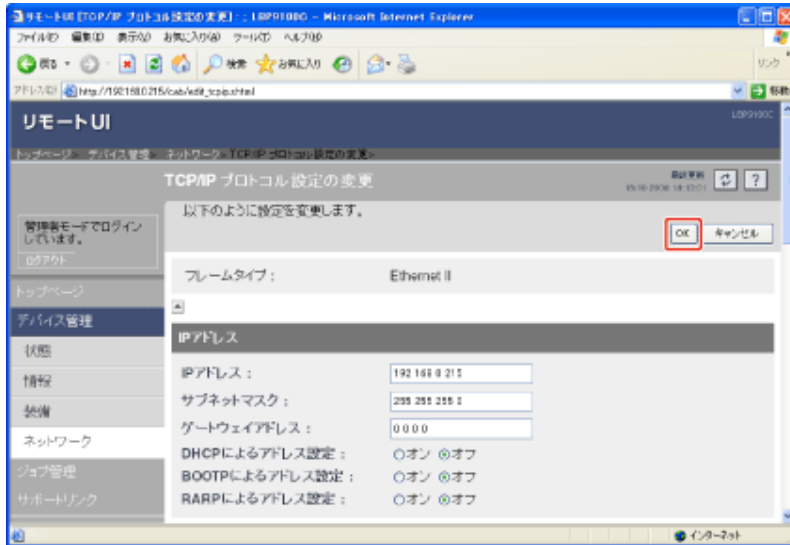 リモートUI [TCP/IP プロトコル設定の変更] : ; LBP9100C - Microsoft Internet Explorer
ファイル(F) 編集(E) 表示(V) お気に入り(A) ツール(T) ヘルプ(H)
戻る 検索 お気に入り リンク
アドレス(D) http://192.168.0.215/cab/edit_tcpip.shtml 移動
リモートUI
LBP9100C
トップページ> デバイス管理> ネットワーク> TCP/IP プロトコル設定の変更>
TCP/IP プロトコル設定の変更
最終更新
?
以下のように設定を変更します。
OK キャンセル
管理者モードでログイン
しています。
ログアウト
フレームタイプ : Ethernet II
トップページ
デバイス管理
状態
情報
装備
ネットワーク
ジョブ管理
サポートリンク
IPアドレス
IPアドレス : 192.168.0.215
サブネットマスク : 255.255.255.0
ゲートウェイアドレス : 0.0.0.0
DHCPによるアドレス設定 : オン オフ
BOOTPによるアドレス設定 : オン オフ
RARPによるアドレス設定 : オン オフ
インターネット